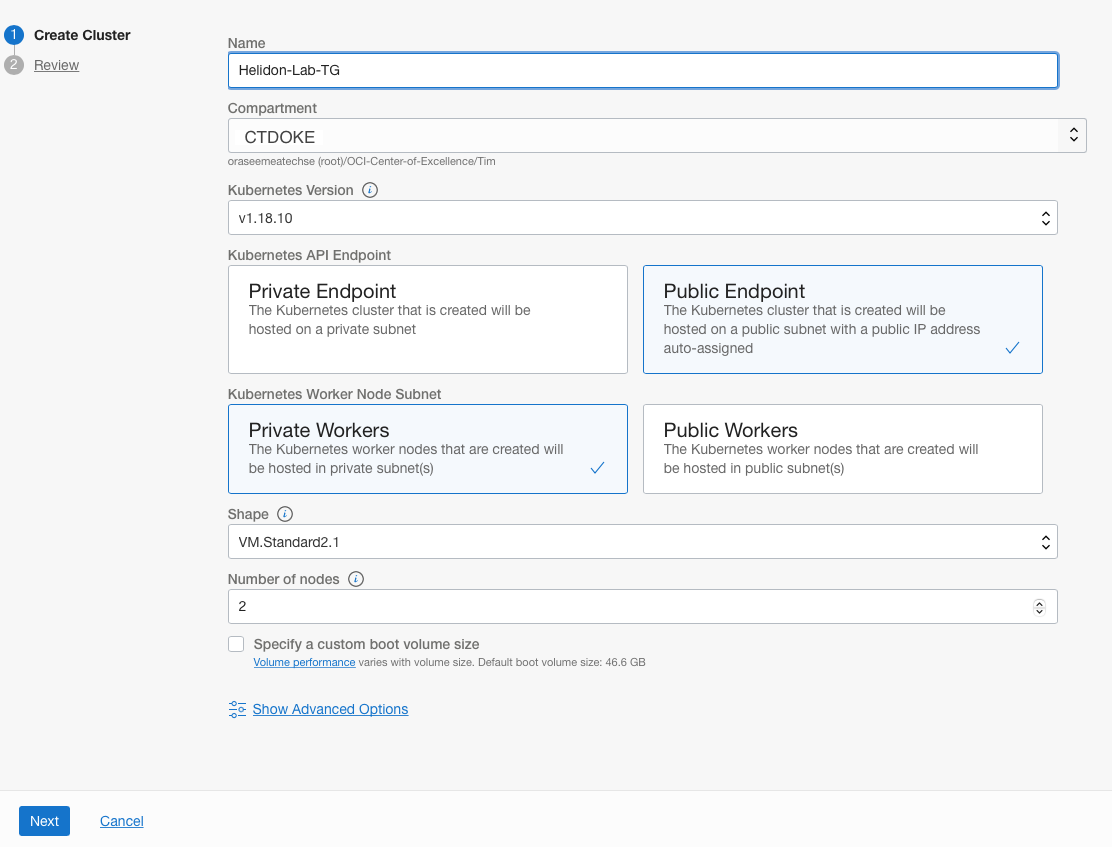 1 Create Cluster
2 Review
Name
Helidon-Lab-TG
Compartment
CTDOKE
oraseemeatechse (root)/OCI-Center-of-Excellence/Tim
Kubernetes Version i
v1.18.10
Kubernetes API Endpoint
Private Endpoint
The Kubernetes cluster that is created will be
hosted on a private subnet
Public Endpoint
The Kubernetes cluster that is created will be
hosted on a public subnet with a public IP address
auto-assigned
Kubernetes Worker Node Subnet
Private Workers
The Kubernetes worker nodes that are created will
be hosted in private subnet(s)
Public Workers
The Kubernetes worker nodes that are created will
be hosted in public subnet(s)
Shape i
VM.Standard2.1
Number of nodes i
2
Specify a custom boot volume size
Volume performance varies with volume size. Default boot volume size: 46.6 GB
Show Advanced Options
Next
Cancel